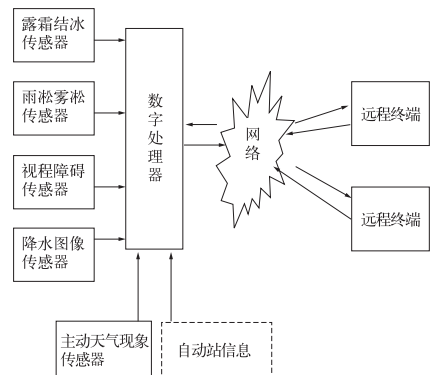 露霜结冰
传感器
雨凇雾凇
传感器
视程障碍
传感器
降水图像
传感器
数
字
处
理
器
网
络
远程终端
远程终端
主动天气现象
传感器
自动站信息